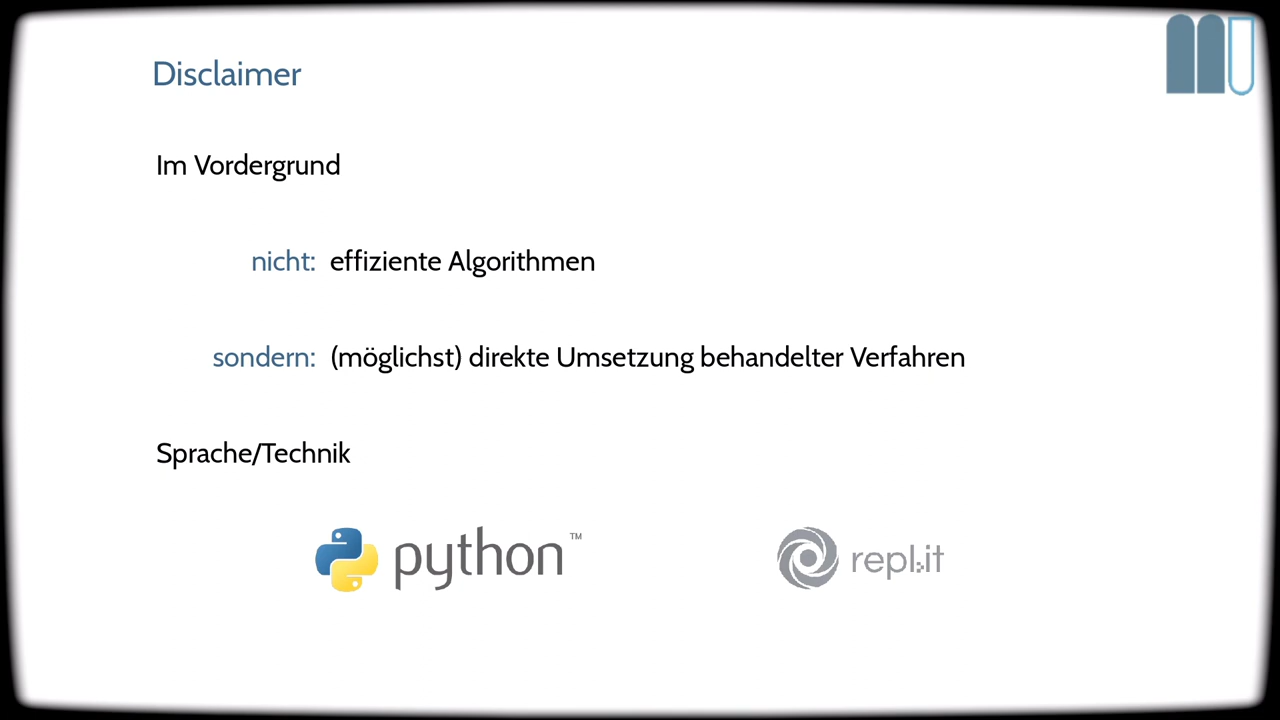 Disclaimer
Im Vordergrund
nicht: effiziente Algorithmen
sondern: (möglichst) direkte Umsetzung behandelter Verfahren
Sprache/Technik
python™ repl.it